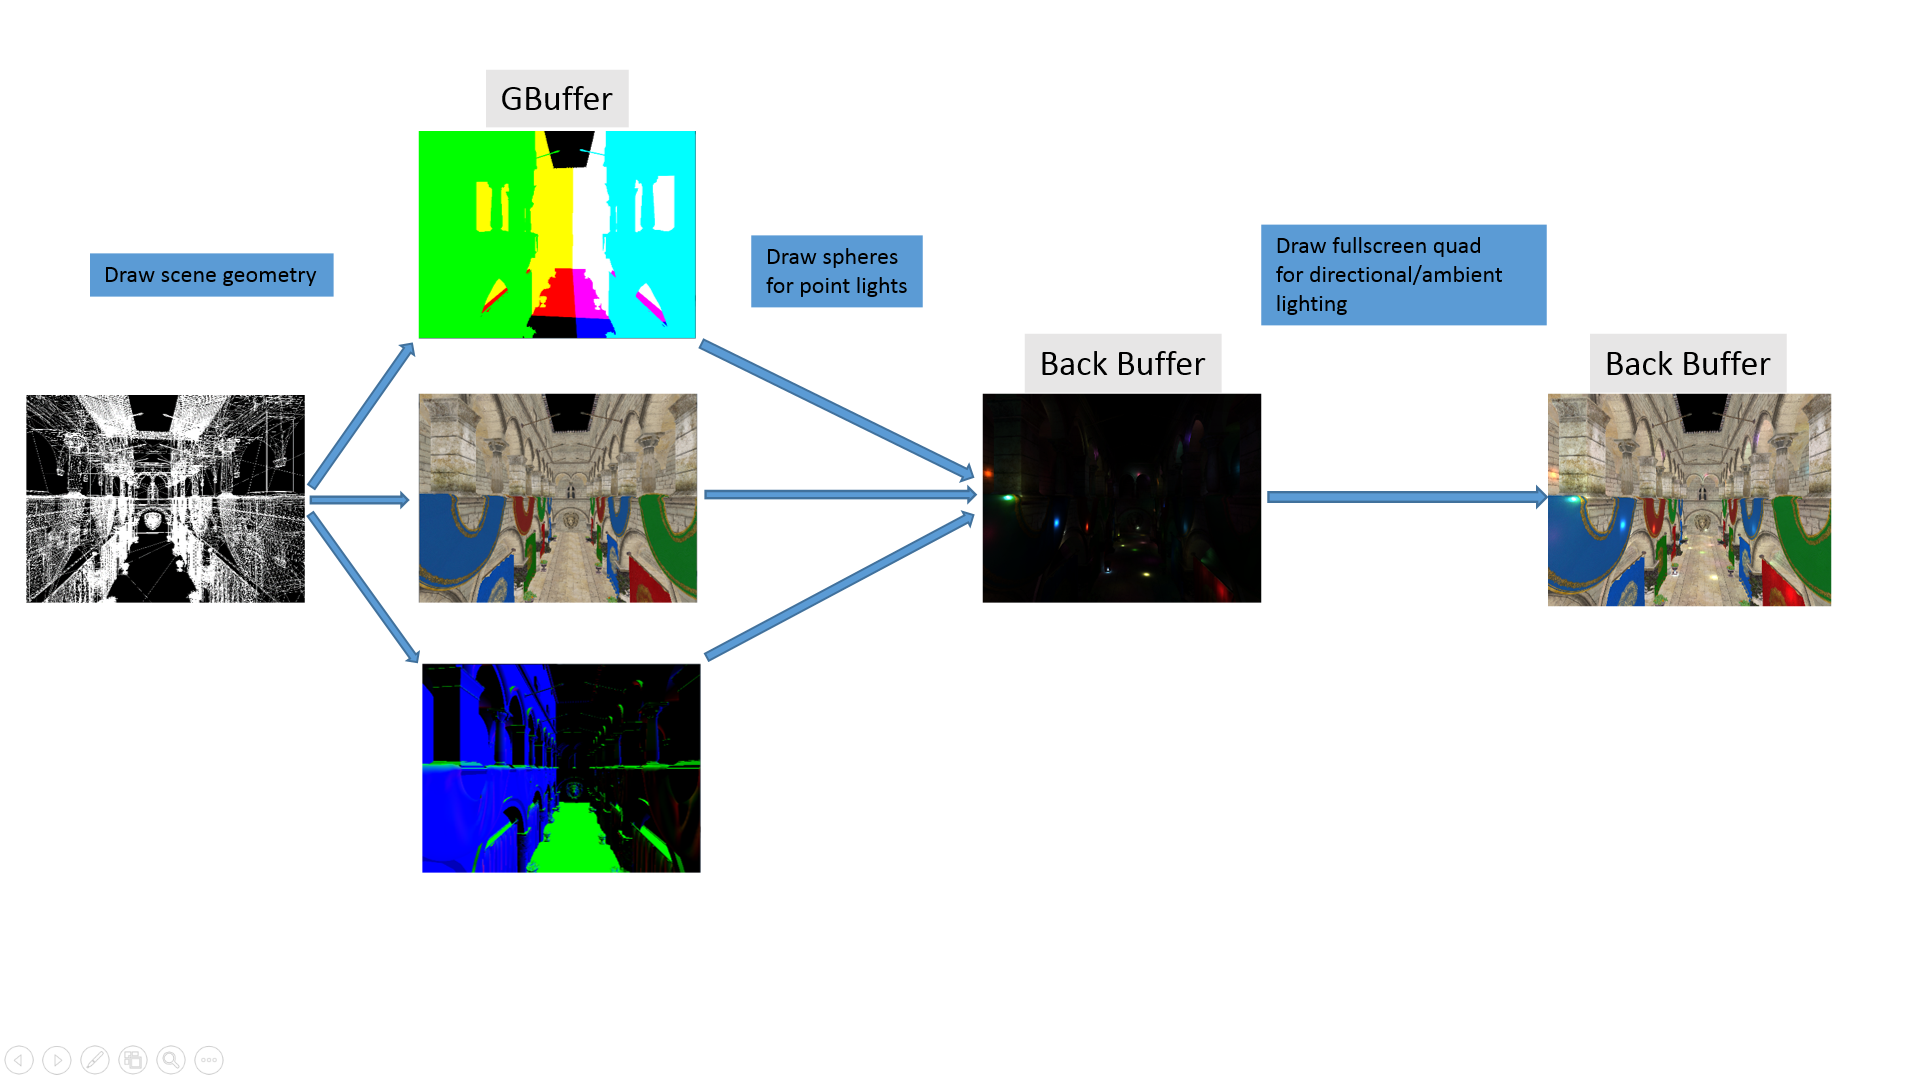 GBuffer
Draw scene geometry
Draw spheres
for point lights
Draw fullscreen quad
for directional/ambient
lighting
Back Buffer
Back Buffer